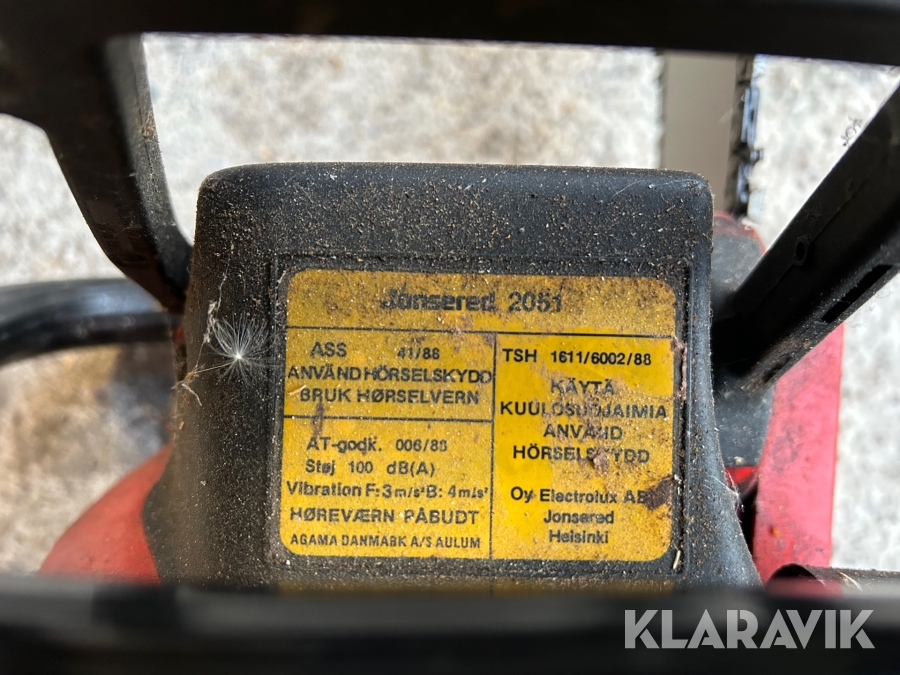 Jonsered 2051
ASS 41/88
ANVÄND HÖRSELSKYDD
BRUK HØRSELVERN
AT-godk. 006/88
Støj 100 dB(A)
Vibration F: 3 m/s² B: 4 m/s²
HØREVÆRN PÅBUDT
AGAMA DANMARK A/S AULUM
TSH 1611/6002/88
KÄYTÄ
KUULOSUOJAIMIA
ANVÄND
HÖRSELSKYDD
Oy Electrolux AB
Jonsered
Helsinki
KLARAVIK